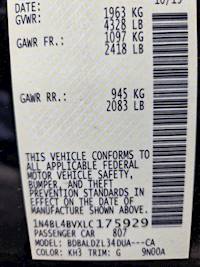 DATE: 10/19
GVWR: 1963 KG
4328 LB
GAWR FR.: 1097 KG
2418 LB
GAWR RR.: 945 KG
2083 LB
THIS VEHICLE CONFORMS TO
ALL APPLICABLE FEDERAL
MOTOR VEHICLE SAFETY,
BUMPER, AND THEFT
PREVENTION STANDARDS IN
EFFECT ON THE DATE OF
MANUFACTURE SHOWN ABOVE.
1N4BL4BVXLC175929
PASSENGER CAR 807
MODEL: BDBALDZL34DUA---CA
COLOR: KH3 TRIM: G 9N00A